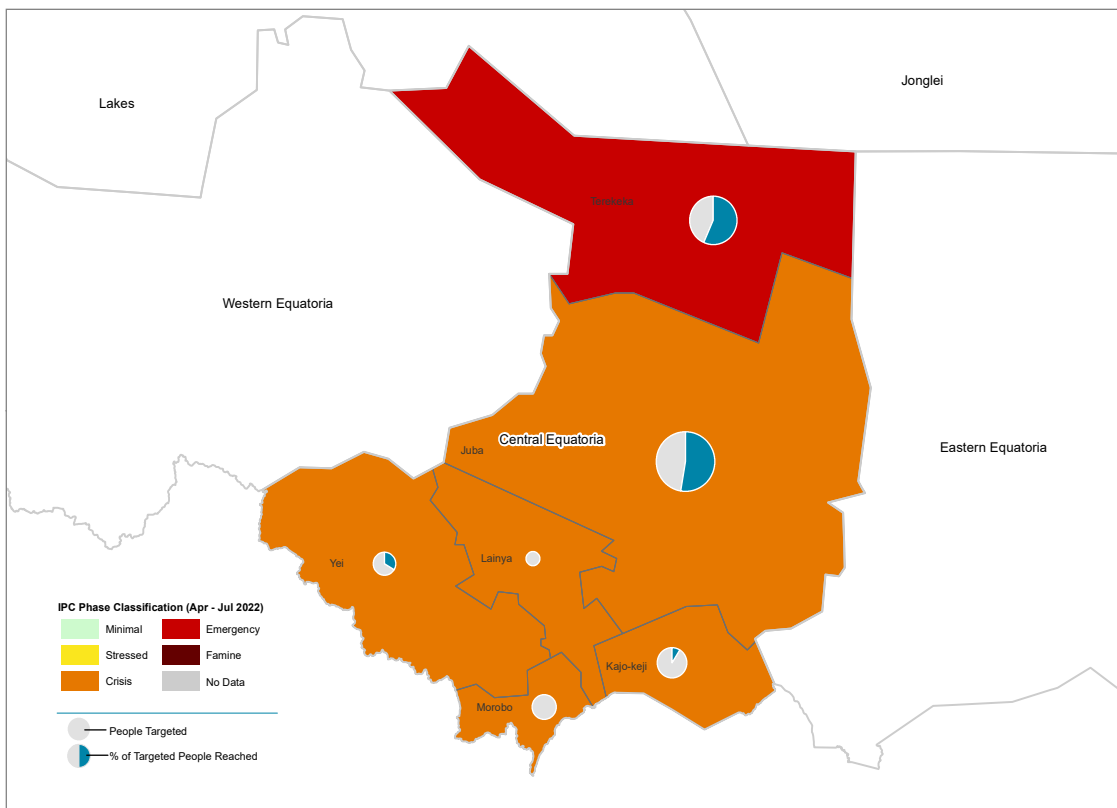 Jonglei
Lakes
Terekeka
Western Equatoria
Central Equatoria
Eastern Equatoria
Juba
Lainya
Yei
Kajo-keji
Morobo
IPC Phase Classification (Apr - Jul 2022)
Minimal
Emergency
Stressed
Famine
Crisis
No Data
People Targeted
% of Targeted People Reached